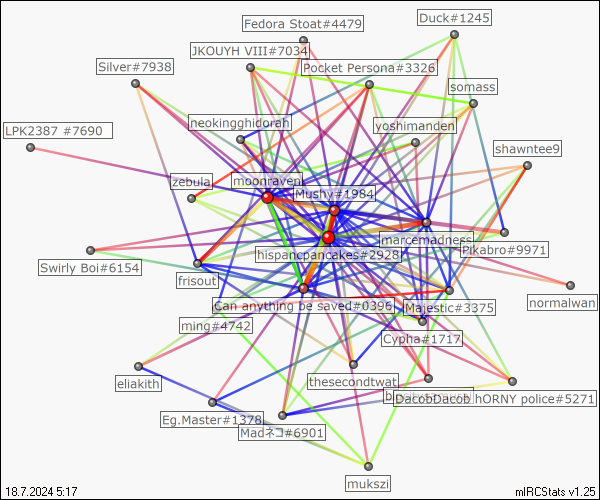 Fedora Stoat#4479
Duck#1245
JKOUYH VIII#7034
Silver#7938
Pocket Persona#3326
somass
neokingghidorah
yoshimanden
LPK2387 #7690
shawntee9
zebula
moonraven
Mushy#1984
marcemadness
Pikabro#9971
hispancpancakes#2928
Swirly Boi#6154
frisout
normalwan
Can anything be saved#0396
Majestic#3375
ming#4742
Cypha#1717
eliakith
thesecondtwat
DacoDacob hORNY police#5271
Eg.Master#1378
Madネコ#6901
mukszi
18.7.2024 5:17
mIRCStats v1.25